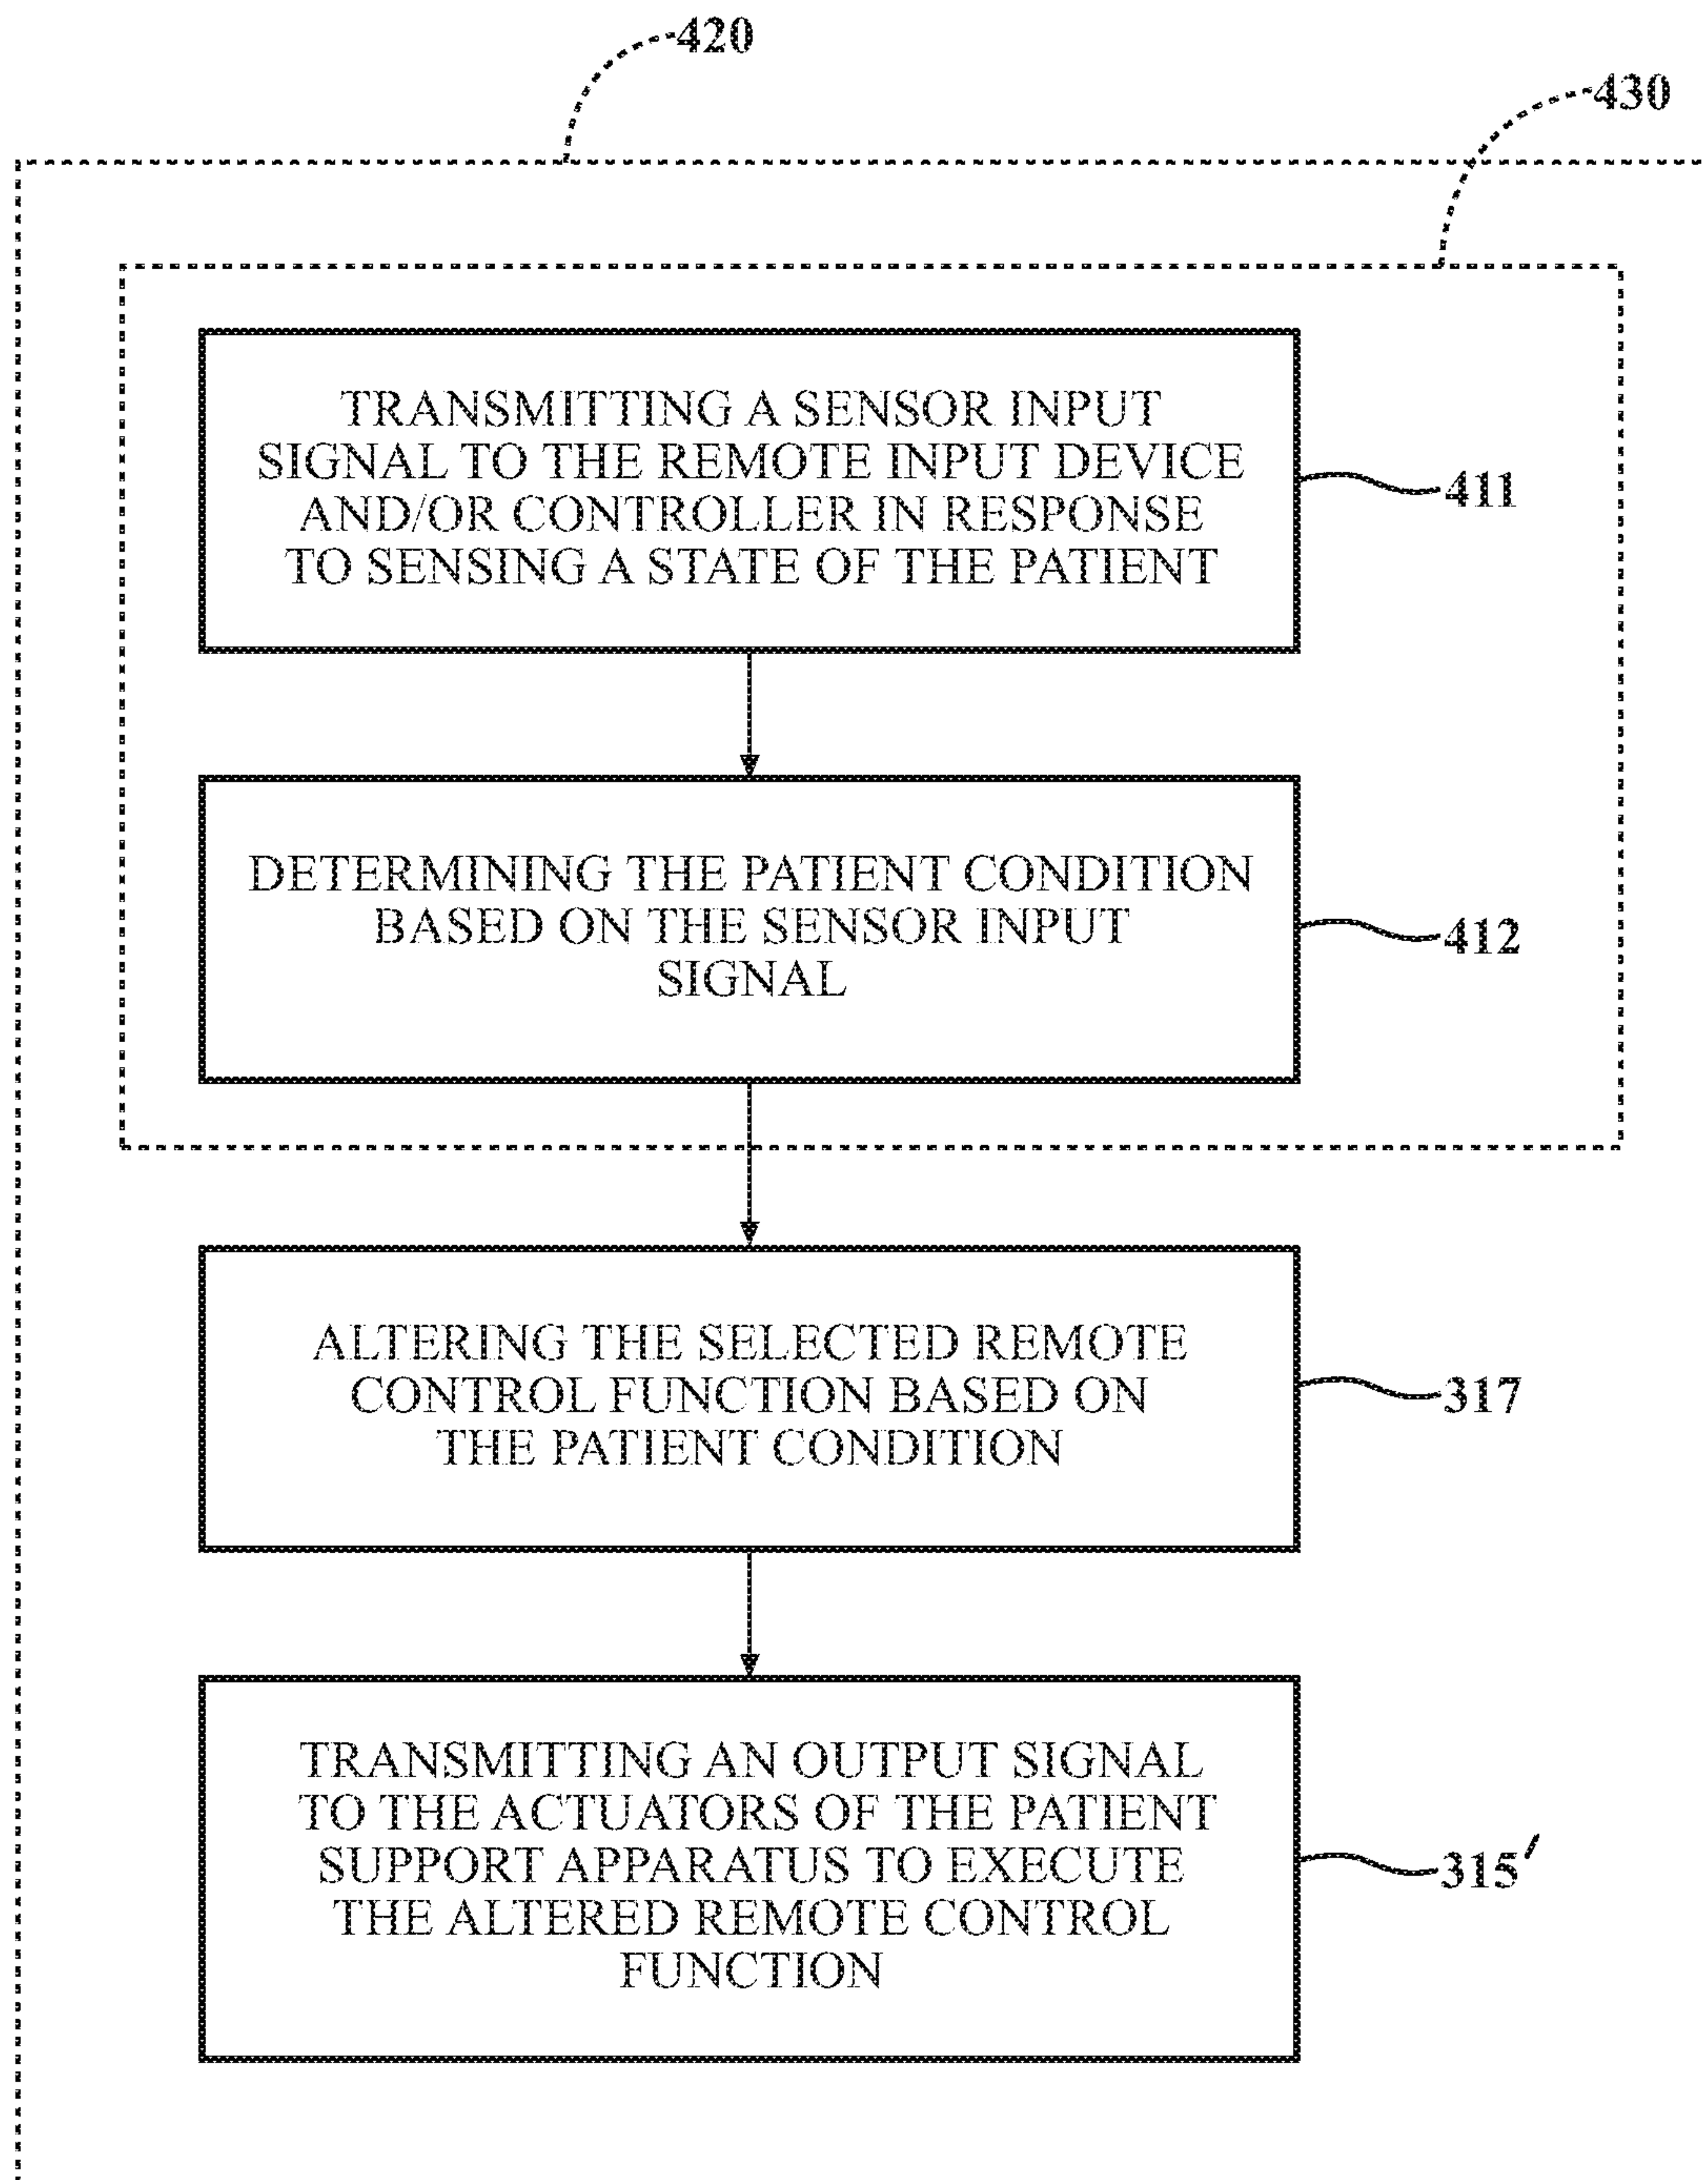 420
430
TRANSMITTING A SENSOR INPUT
SIGNAL TO THE REMOTE INPUT DEVICE
AND/OR CONTROLLER IN RESPONSE
TO SENSING A STATE OF THE PATIENT
411
DETERMINING THE PATIENT CONDITION
BASED ON THE SENSOR INPUT
SIGNAL
412
ALTERING THE SELECTED REMOTE
CONTROL FUNCTION BASED ON
THE PATIENT CONDITION
317
TRANSMITTING AN OUTPUT SIGNAL
TO THE ACTUATORS OF THE PATIENT
SUPPORT APPARATUS TO EXECUTE
THE ALTERED REMOTE CONTROL
FUNCTION
315'